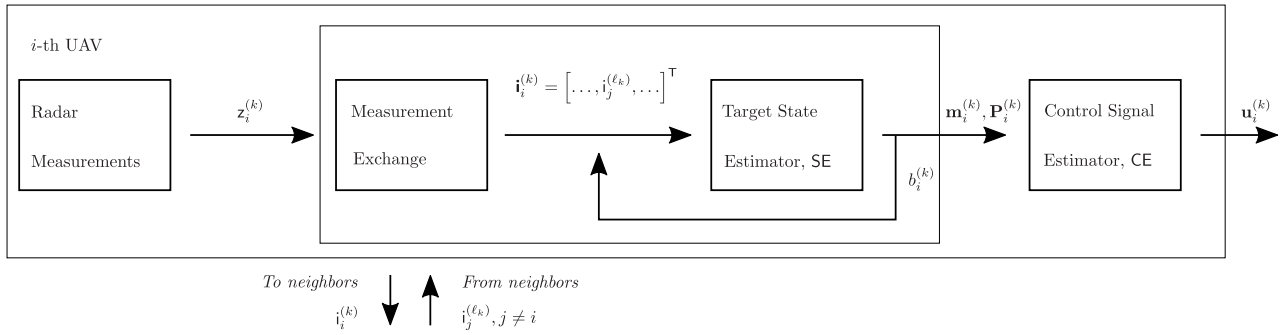 i-th UAV
Radar
Measurements
z_i^{(k)}
Measurement
Exchange
i_i^{(k)} = [..., i_j^{(ℓ_k)}, ...]^T
Target State
Estimator, SE
b_i^{(k)}
m_i^{(k)}, P_i^{(k)}
Control Signal
Estimator, CE
u_i^{(k)}
To neighbors
i_i^{(k)}
From neighbors
i_j^{(ℓ_k)}, j ≠ i